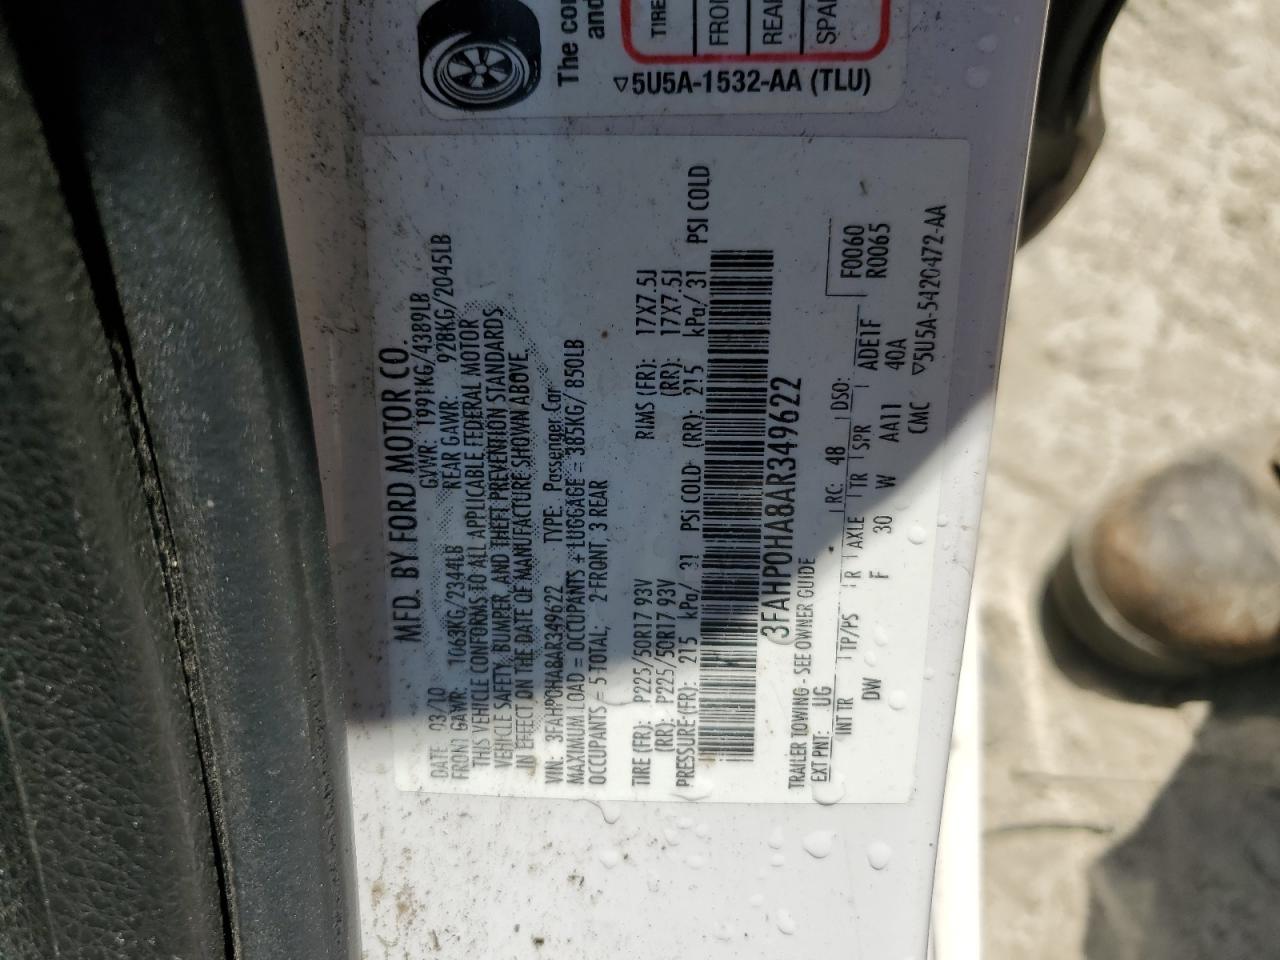 The co
and
TIRE
FRO
REA
SPA
▽5U5A-1532-AA (TLU)
MFD. BY FORD MOTOR CO.
DATE: 03/10 GVWR: 1991KG/4389LB
FRONT GAWR: 1063KG/2344LB REAR GAWR: 928KG/2045LB
THIS VEHICLE CONFORMS TO ALL APPLICABLE FEDERAL MOTOR
VEHICLE SAFETY, BUMPER, AND THEFT PREVENTION STANDARDS
IN EFFECT ON THE DATE OF MANUFACTURE SHOWN ABOVE.
VIN: 3FAHP0HA8AR349622 TYPE: Passenger Car
MAXIMUM LOAD = OCCUPANTS + LUGGAGE = 385KG/ 850LB
OCCUPANTS = 5 TOTAL, 2 FRONT, 3 REAR
TIRE (FR): P225/50R17 93V RIMS (FR): 17X7.5J
(RR): P225/50R17 93V (RR): 17X7.5J
PRESSURE(FR): 215 kPa/ 31 PSI COLD (RR): 215 kPa/ 31 PSI COLD
3FAHP0HA8AR349622
TRAILER TOWING - SEE OWNER GUIDE
EXT PNT: UG RC: 48 DSO: F0060
R0065
INT TR TP/PS R AXLE TR SPR ADE1F
DW F 30 W AA11 40A
CMC ▽5U5A-5420472-AA